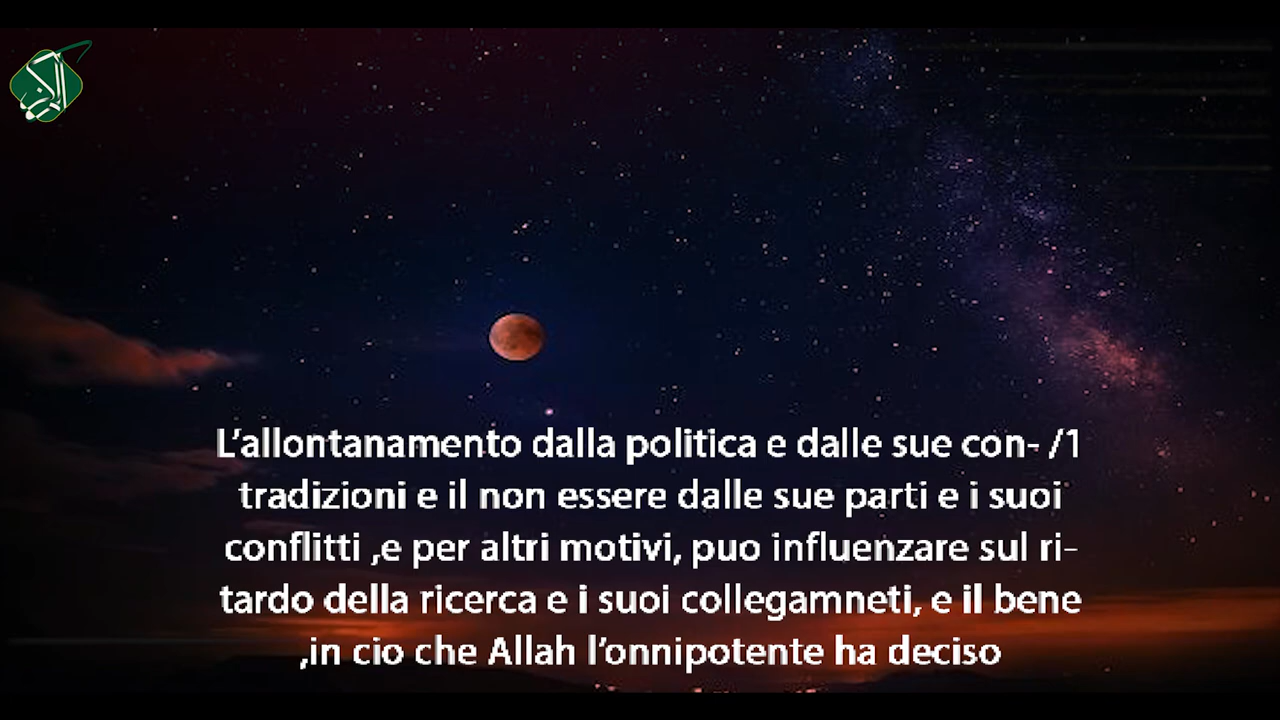 L’allontanamento dalla politica e dalle sue con- /1
tradizioni e il non essere dalle sue parti e i suoi
conflitti ,e per altri motivi, puo influenzare sul ri-
tardo della ricerca e i suoi collegamneti, e il bene
,in cio che Allah l’onnipotente ha deciso